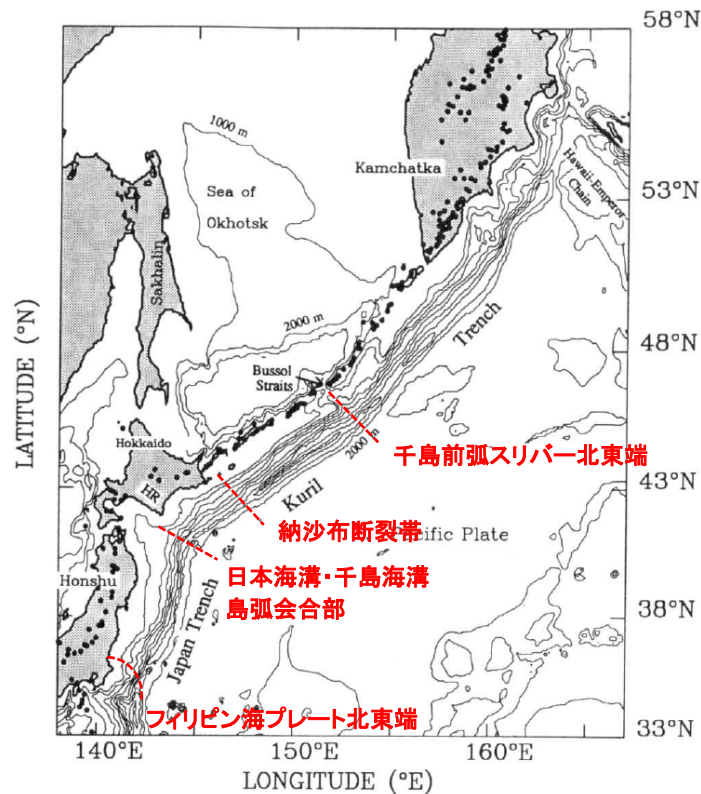 58°N
1000 m
Kamchatka
Sea of
Okhotsk
Hawaii-Emperor
Chain
53°N
Sakhalin
2000 m
Trench
48°N
Bussol
Straits
LATITUDE (°N)
Hokkaido
千島前弧スリバー北東端
2000 m
HR
Kuril
43°N
納沙布断裂帯
Pacific Plate
日本海溝・千島海溝
島弧会合部
Honshu
Japan Trench
38°N
フィリピン海プレート北東端
33°N
140°E
150°E
160°E
LONGITUDE (°E)